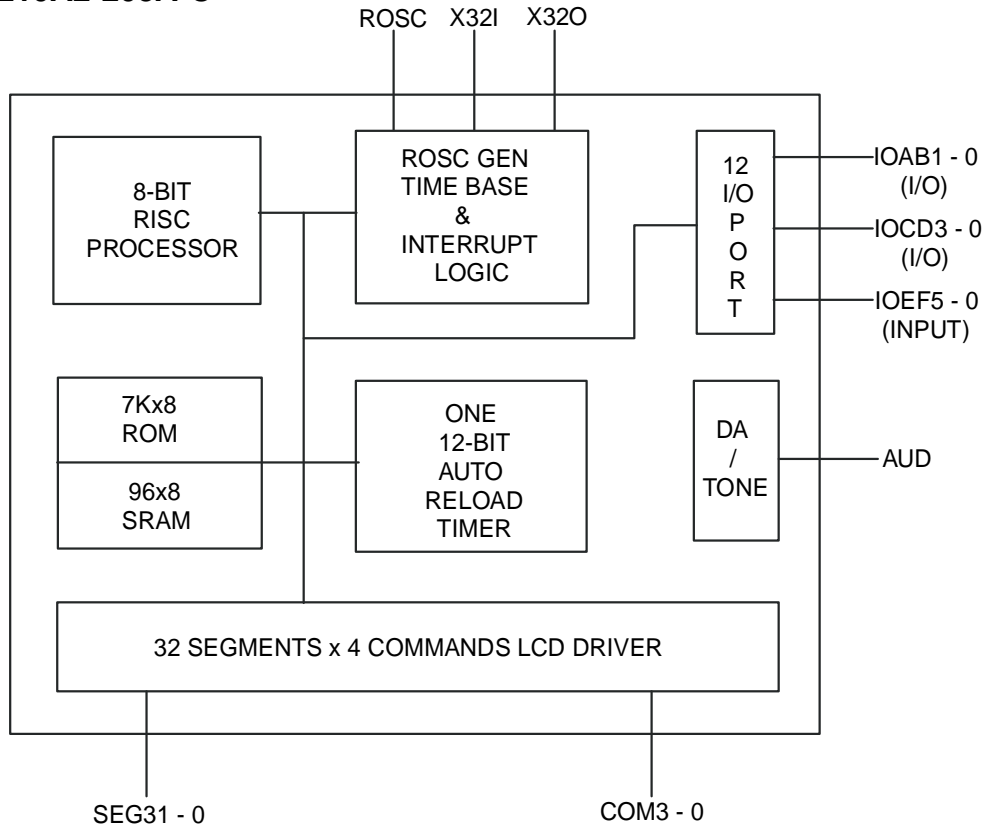 ROSC X32I X32O
8-BIT
RISC
PROCESSOR
ROSC GEN
TIME BASE
&
INTERRUPT
LOGIC
12
I/O
P
O
R
T
IOAB1 - 0
(I/O)
IOCD3 - 0
(I/O)
IOEF5 - 0
(INPUT)
7Kx8
ROM
96x8
SRAM
ONE
12-BIT
AUTO
RELOAD
TIMER
DA
/
TONE
AUD
32 SEGMENTS x 4 COMMANDS LCD DRIVER
SEG31 - 0
COM3 - 0